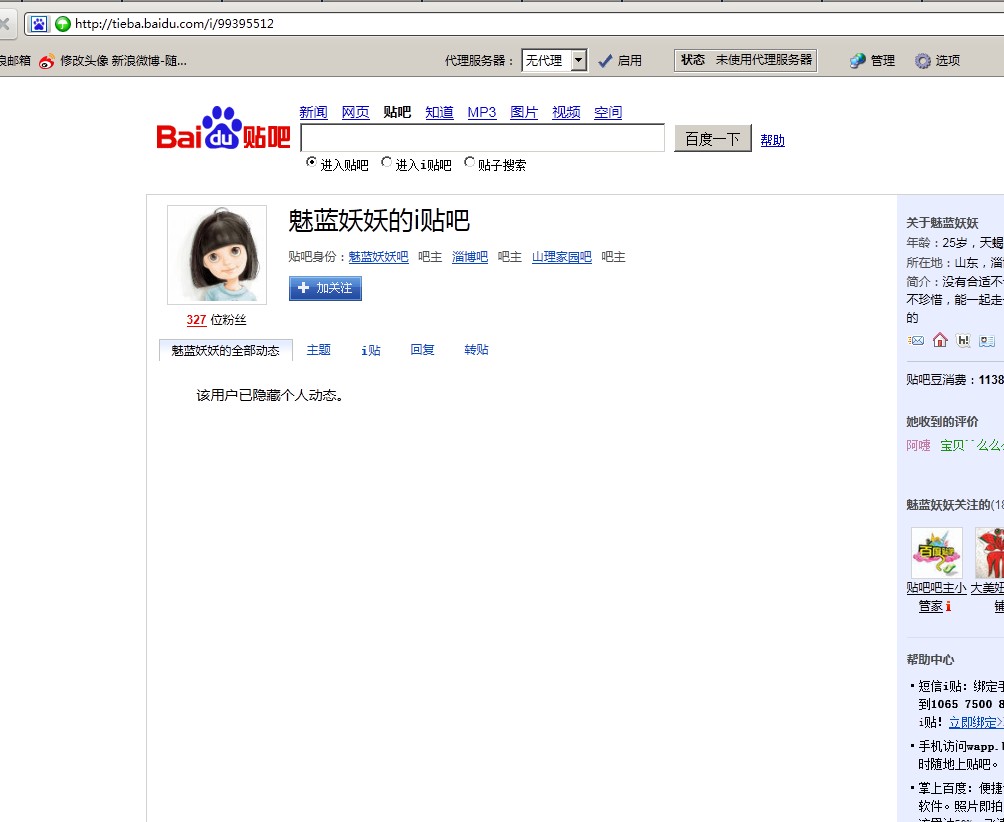 http://tieba.baidu.com/i/99395512
浪邮箱 修改头像 新浪微博-随... 代理服务器： 无代理 启用 状态 未使用代理服务器 管理 选项
新闻 网页 贴吧 知道 MP3 图片 视频 空间
Bai du 贴吧 百度一下 帮助
进入贴吧 进入i贴吧 贴子搜索
魅蓝妖妖的i贴吧
贴吧身份：魅蓝妖妖吧 吧主 淄博吧 吧主 山理家园吧 吧主
加关注
327 位粉丝
魅蓝妖妖的全部动态 主题 i贴 回复 转贴
该用户已隐藏个人动态。
关于魅蓝妖妖
年龄：25岁，天蝎
所在地：山东，淄
简介：没有合适不
不珍惜，能一起走
的
贴吧豆消费：1138
她收到的评价
阿嚏 宝贝ˉˉ么么
魅蓝妖妖关注的(18
贴吧吧主小 大美妞
管家 铺
帮助中心
短信i贴：绑定手
到1065 7500 8
i贴！立即绑定>
手机访问wapp.
时随地上贴吧。
掌上百度：便捷
软件。照片即拍